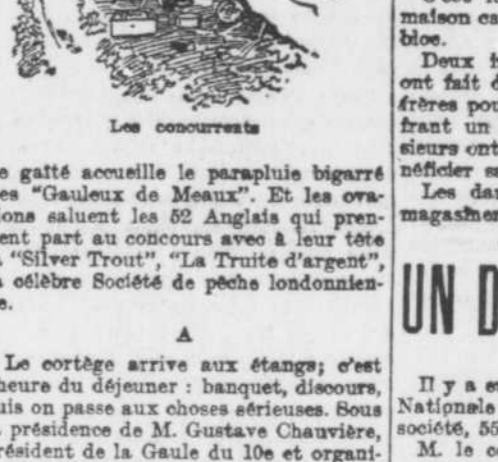 Les concurrents
e gaîté accueille le parapluie bigarré
es "Gauleux de Meaux". Et les ova-
ions saluent les 52 Anglais qui pren-
ent part au concours avec à leur tête
"Silver Trout", "La Truite d'argent",
célèbre Société de pêche londonnien-
e.
A
Le cortège arrive aux étangs; c'est
heure du déjeuner : banquet, discours,
uis on passe aux choses sérieuses. Sous
présidence de M. Gustave Chauvière,
résident de la Gaule du 10e et organi-
maison ca
bloc.
Deux
ont fait
frères pou
frant un
sieurs ont
néficier sa
Les da
magasine
UN D
Il y a
Nationale
société, 55
M. le c